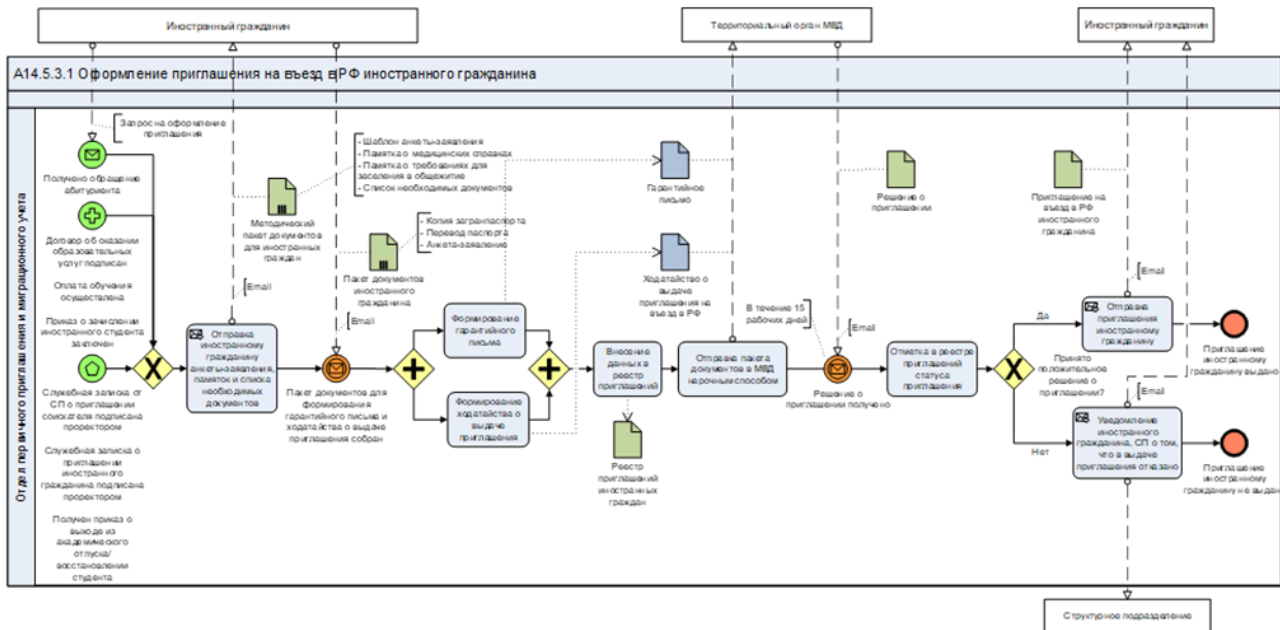 Иностранный гражданин
Территориальный орган МВД
Иностранный гражданин
А14.5.3.1 Оформление приглашения на въезд в РФ иностранного гражданина
Отдел первичного приглашения и миграционного учета
Запрос на оформление
приглашения
Получено обращение
абитуриента
Договор об оказании
образовательных
услуг подписан
Оплата обучения
осуществлена
Приказ о зачислении
иностранного студента
заключен
Служебная записка от
СП о приглашении
соискателя подписана
проректором
Служебная записка о
приглашении
иностранного
гражданина подписана
проректором
Получен приказ о
выходе из
академического
отпуска/
восстановлении
студента
Методический
пакет документов
для иностранных
граждан
- Шаблон анкеты-заявления
- Памятка о медицинских справках
- Памятка о требованиях для
заселения в общежитие
- Список необходимых документов
Email
Отправка
иностранному
гражданину
анкеты-заявления,
памяток и списка
необходимых
документов
- Копия загранпаспорта
- Перевод паспорта
- Анкета-заявление
Пакет документов
иностранного
гражданина
Email
Пакет документов для
формирования
гарантийного письма и
ходатайства о выдаче
приглашения собран
Формирование
гарантийного
письма
Формирование
ходатайства о
выдаче
приглашения
Гарантийное
письмо
Ходатайство о
выдаче
приглашения на
въезд в РФ
Внесение
данных в
реестр
приглашений
Реестр
приглашений
иностранных
граждан
Отправка пакета
документов в МВД
нарочным способом
В течение 15
рабочих дней
Решение о
приглашении
Email
Решение о
приглашении получено
Отметка в реестре
приглашений
статуса
приглашения
Принято
положительное
решение о
приглашении?
Да
Нет
Приглашение на
въезд в РФ
иностранного
гражданина
Email
Отправка
приглашения
иностранному
гражданину
Приглашение
иностранному
гражданину выдано
Email
Уведомление
иностранного
гражданина, СП о том,
что в выдаче
приглашения отказано
Приглашение
иностранному
гражданину не выдан
Структурное подразделение